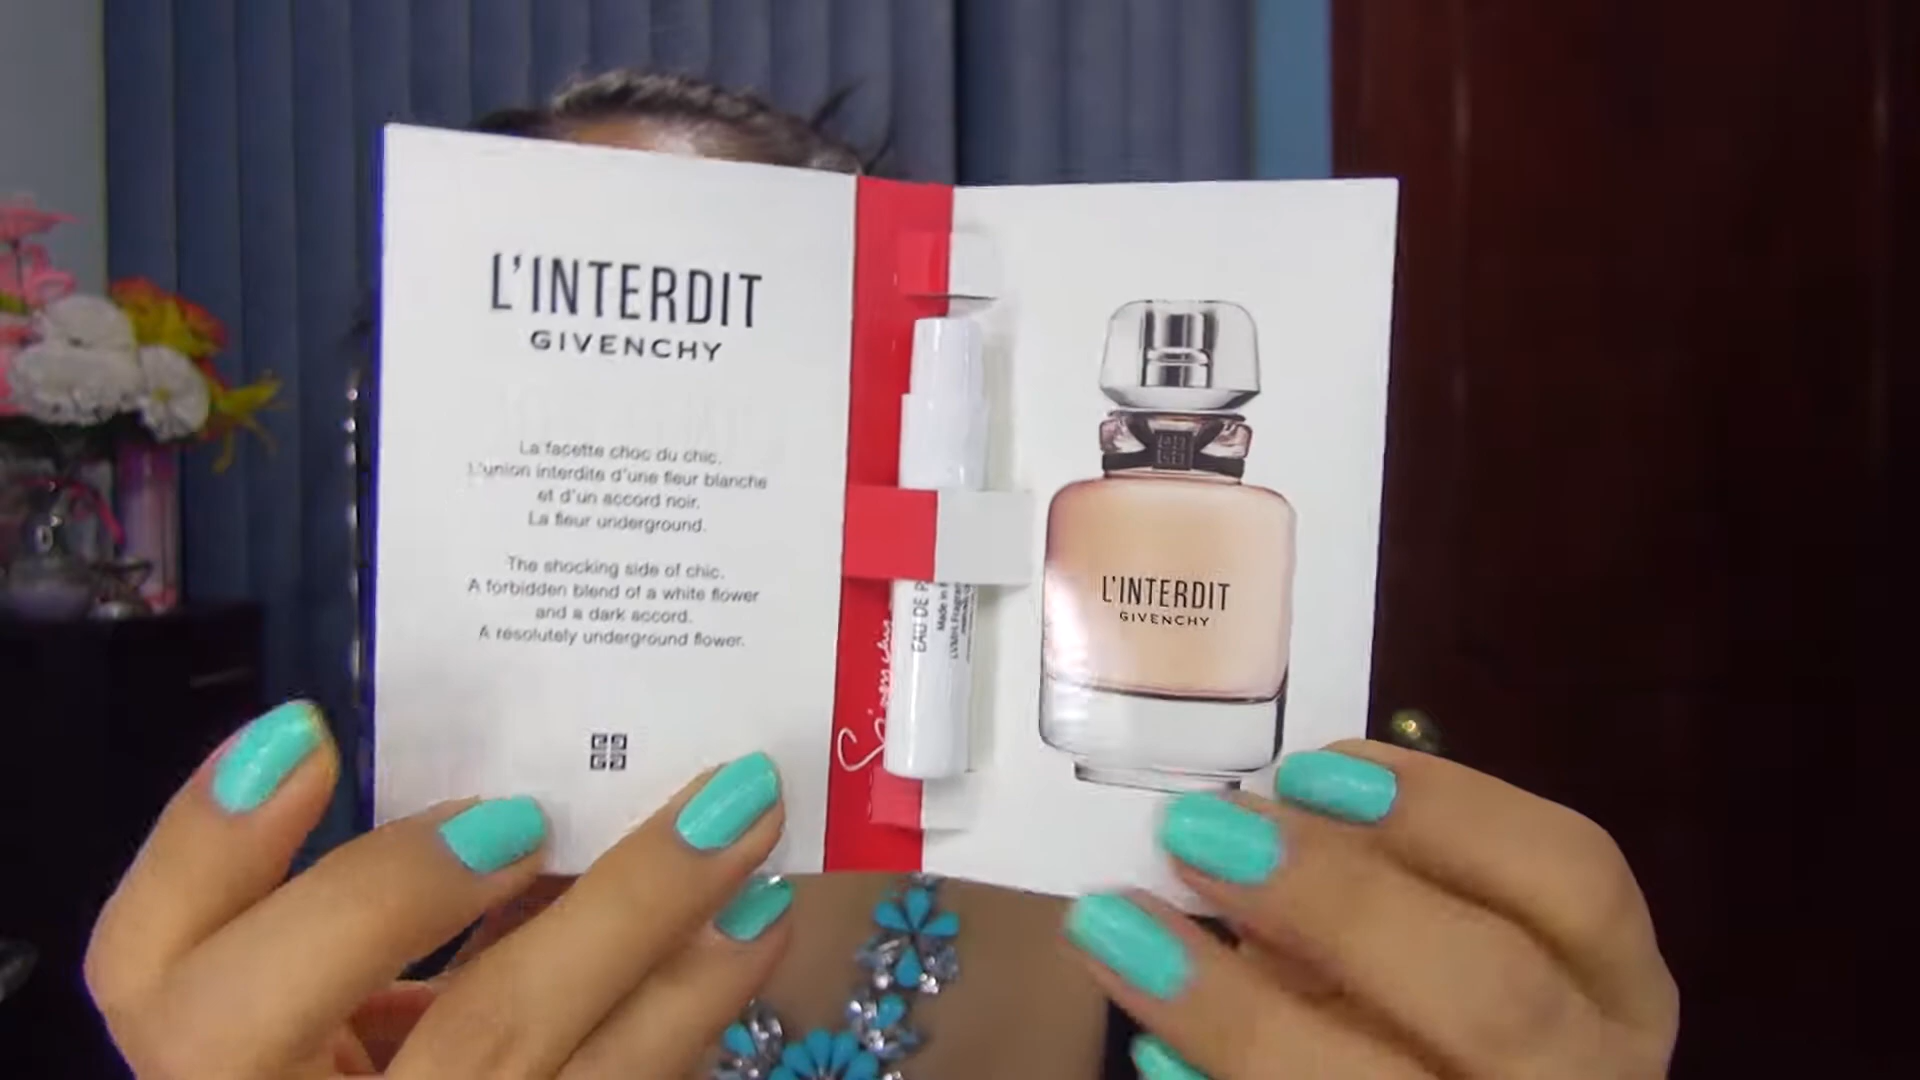 L'INTERDIT
GIVENCHY
La facette choc du chic.
L'union interdite d'une fleur blanche
et d'un accord noir.
La fleur underground.
The shocking side of chic.
A forbidden blend of a white flower
and a dark accord.
A resolutely underground flower.
EAU DE
Made in
LVMH Fragrance
L'INTERDIT
GIVENCHY